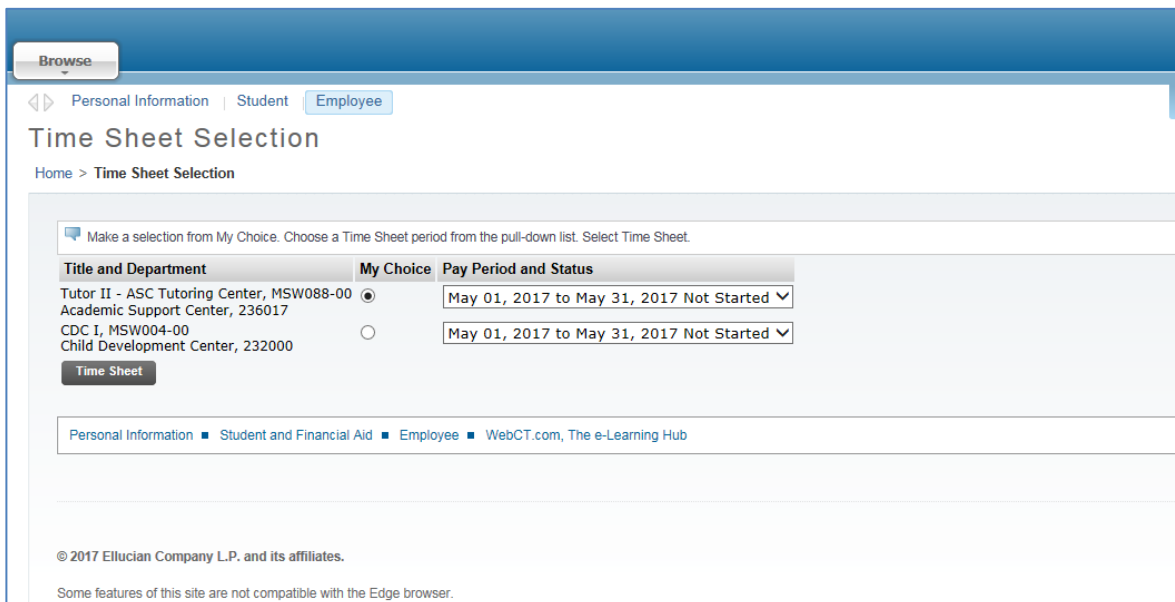 Browse
Personal Information | Student | Employee
Time Sheet Selection
Home > Time Sheet Selection
Make a selection from My Choice. Choose a Time Sheet period from the pull-down list. Select Time Sheet.
Title and Department My Choice Pay Period and Status
Tutor II - ASC Tutoring Center, MSW088-00 May 01, 2017 to May 31, 2017 Not Started
Academic Support Center, 236017
CDC I, MSW004-00 May 01, 2017 to May 31, 2017 Not Started
Child Development Center, 232000
Time Sheet
Personal Information ■ Student and Financial Aid ■ Employee ■ WebCT.com, The e-Learning Hub
© 2017 Ellucian Company L.P. and its affiliates.
Some features of this site are not compatible with the Edge browser.